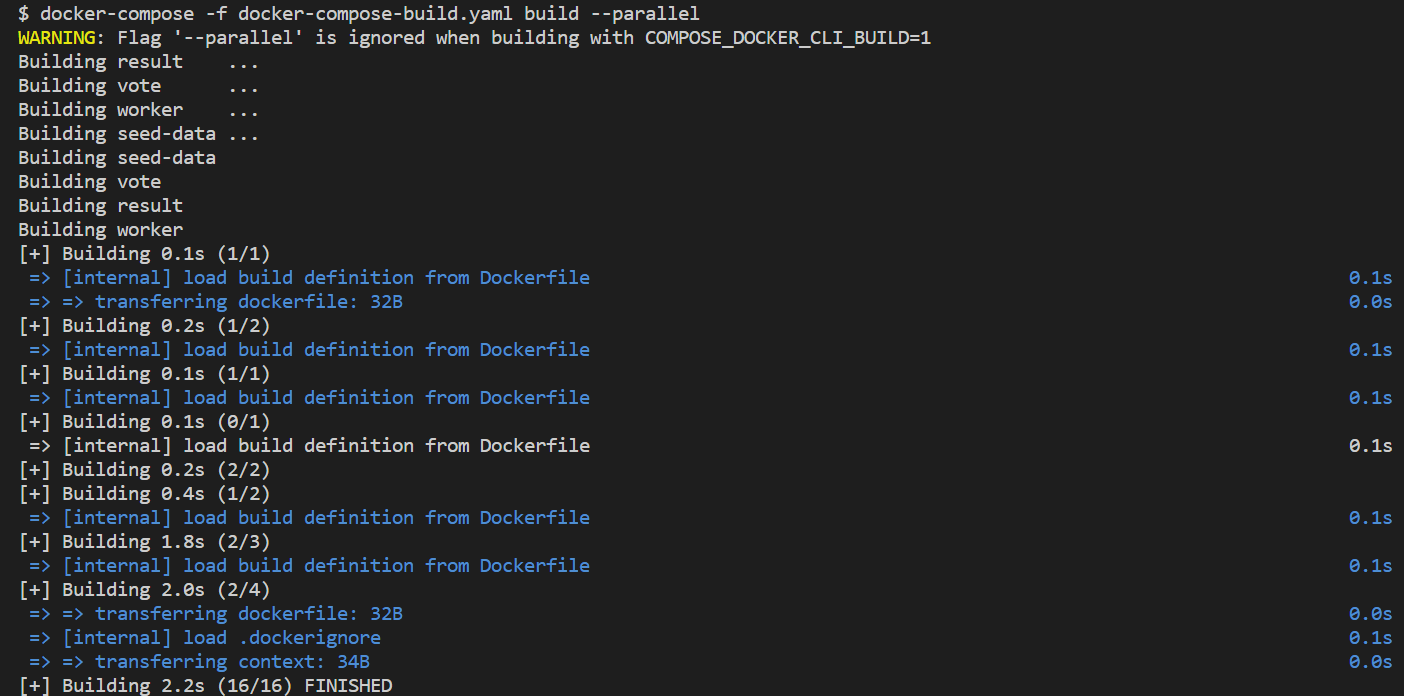 $ docker-compose -f docker-compose-build.yaml build --parallel
WARNING: Flag '--parallel' is ignored when building with COMPOSE_DOCKER_CLI_BUILD=1
Building result    ...
Building vote      ...
Building worker    ...
Building seed-data ...
Building seed-data
Building vote
Building result
Building worker
[+] Building 0.1s (1/1)
 => [internal] load build definition from Dockerfile 0.1s
 => => transferring dockerfile: 32B 0.0s
[+] Building 0.2s (1/2)
 => [internal] load build definition from Dockerfile 0.1s
[+] Building 0.1s (1/1)
 => [internal] load build definition from Dockerfile 0.1s
[+] Building 0.1s (0/1)
 => [internal] load build definition from Dockerfile 0.1s
[+] Building 0.2s (2/2)
[+] Building 0.4s (1/2)
 => [internal] load build definition from Dockerfile 0.1s
[+] Building 1.8s (2/3)
 => [internal] load build definition from Dockerfile 0.1s
[+] Building 2.0s (2/4)
 => => transferring dockerfile: 32B 0.0s
 => [internal] load .dockerignore 0.1s
 => => transferring context: 34B 0.0s
[+] Building 2.2s (16/16) FINISHED